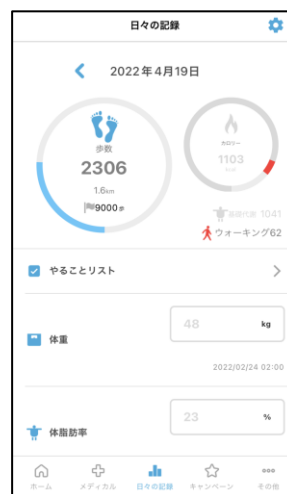 日々の記録
2022年4月19日
歩数
2306
1.6km
9000歩
カロリー
1103
kcal
基礎代謝 1041
ウォーキング62
やることリスト
48 kg
体重
2022/02/24 02:00
23 %
体脂肪率
ホーム メディカル 日々の記録 キャンペーン その他